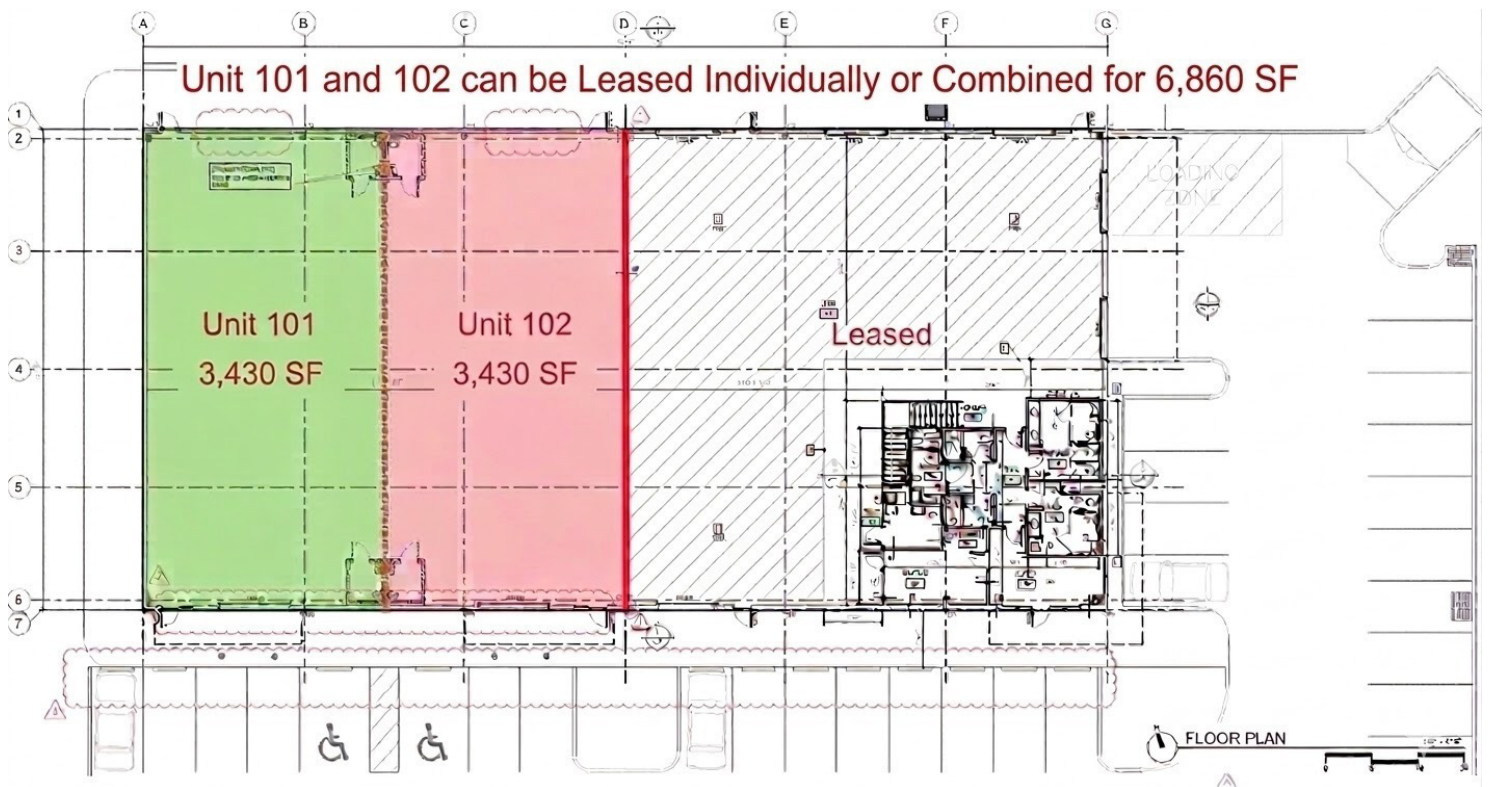 A B C D E F G
Unit 101 and 102 can be Leased Individually or Combined for 6,860 SF
1
2
LOADING
ZONE
3
Unit 101
3,430 SF
Unit 102
3,430 SF
Leased
4
5
6
7
FLOOR PLAN